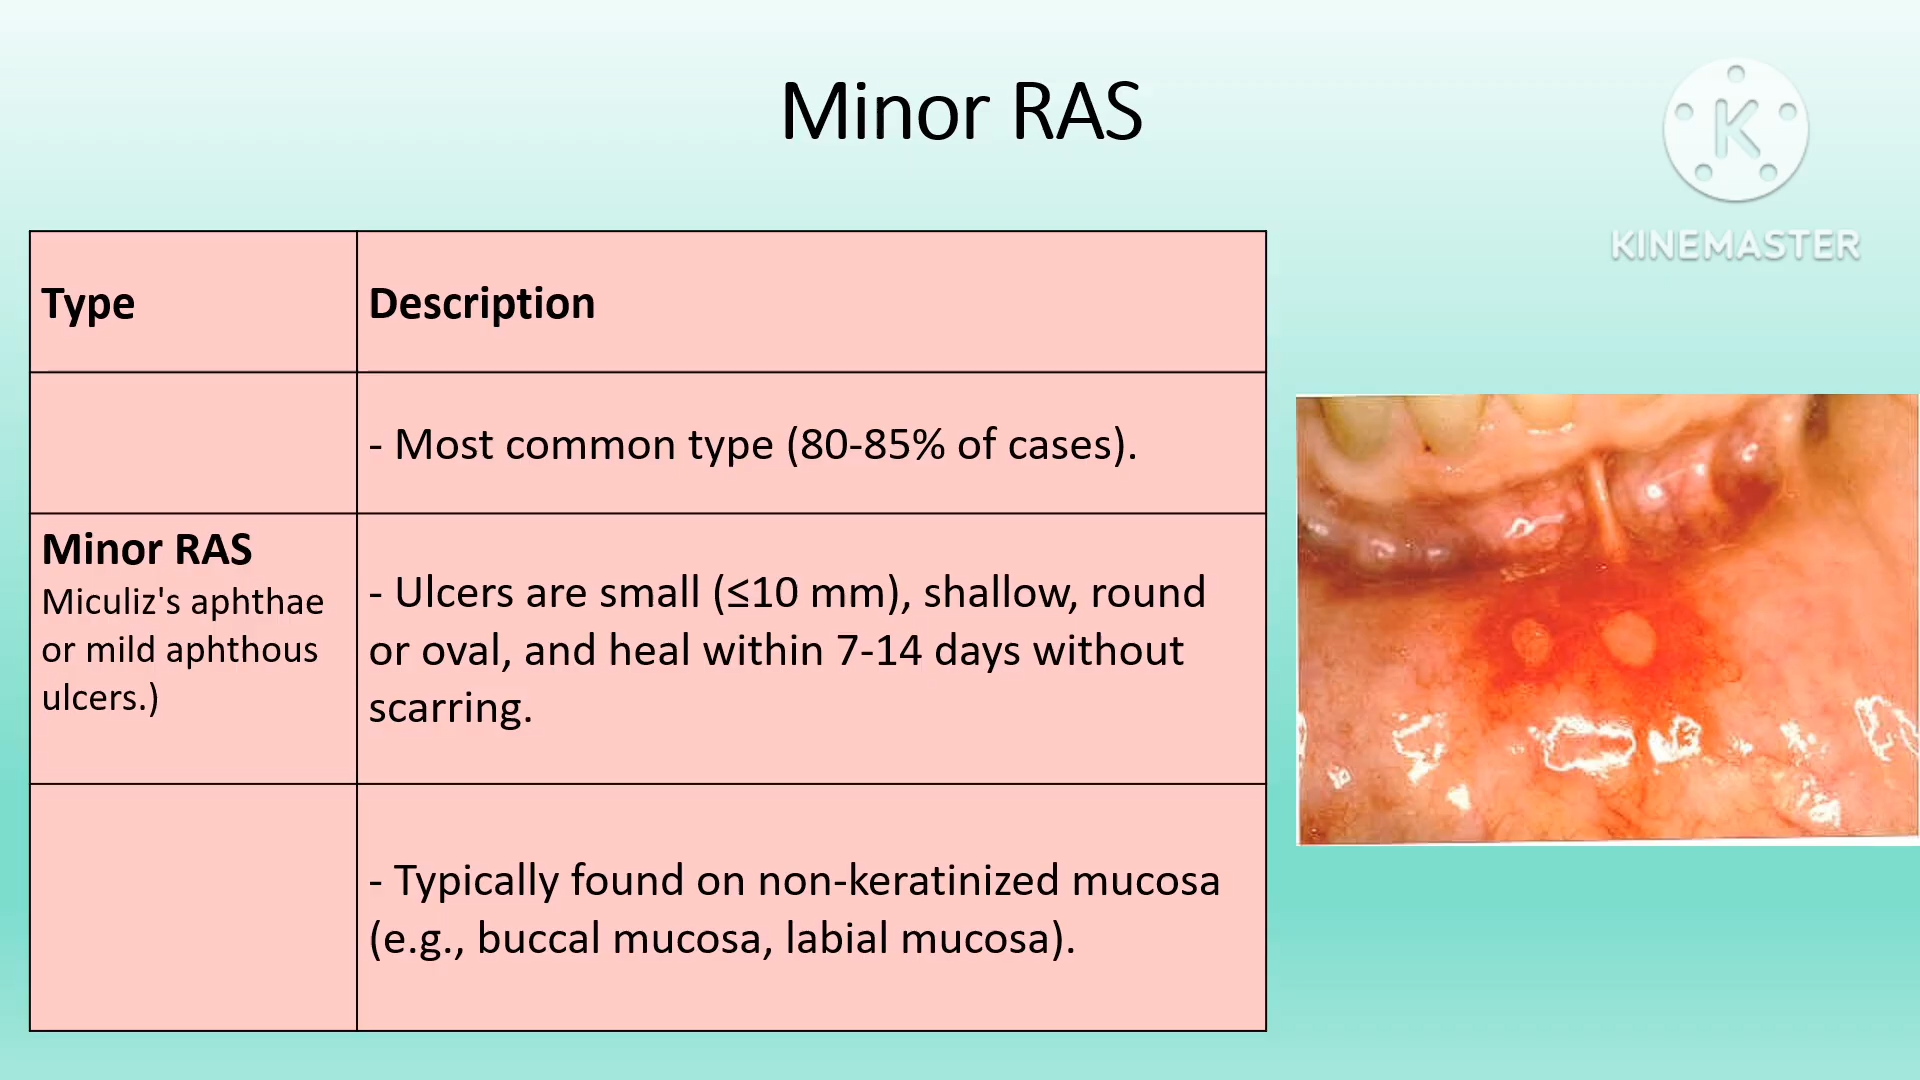 Minor RAS
K
KINEMASTER
Type
Description
- Most common type (80-85% of cases).
Minor RAS
Miculiz's aphthae
or mild aphthous
ulcers.)
- Ulcers are small (≤10 mm), shallow, round
or oval, and heal within 7-14 days without
scarring.
- Typically found on non-keratinized mucosa
(e.g., buccal mucosa, labial mucosa).